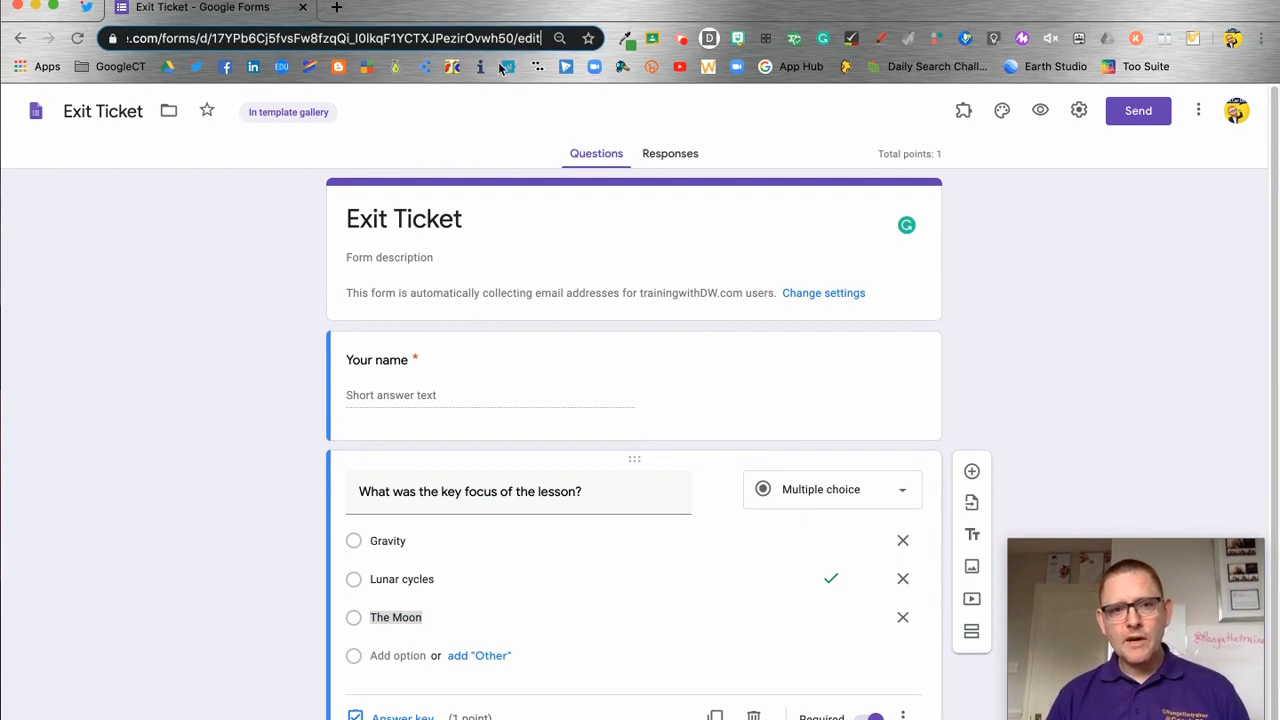 Exit Ticket - Google Forms
.com/forms/d/17YPb6Cj5fvsFw8fzqQi_I0IkqF1YCTXJPezirOvwh50/edit
Apps GoogleCT EDU App Hub Daily Search Chall... Earth Studio Too Suite
Exit Ticket In template gallery Send
Questions Responses Total points: 1
Exit Ticket
Form description
This form is automatically collecting email addresses for trainingwithDW.com users. Change settings
Your name *
Short answer text
What was the key focus of the lesson? Multiple choice
Gravity
Lunar cycles
The Moon
Add option or add "Other"
Answer key (1 point) Required
@Rangathetrainer